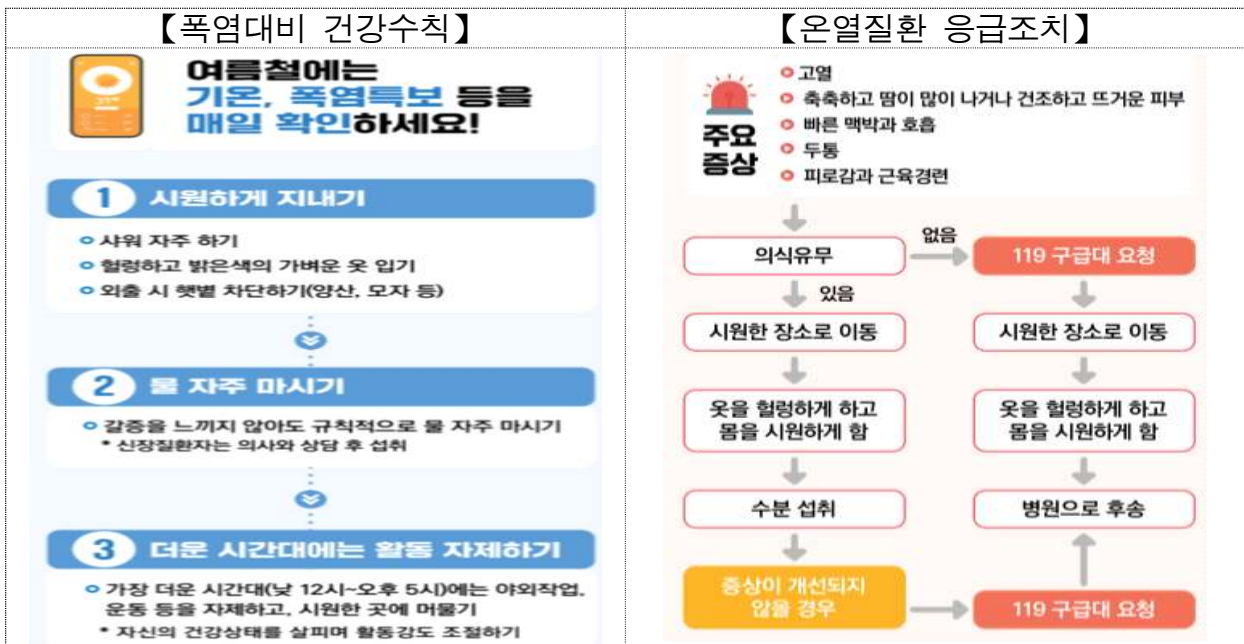 【폭염대비 건강수칙】
여름철에는
기온, 폭염특보 등을
매일 확인하세요!
1 시원하게 지내기
샤워 자주 하기
헐렁하고 밝은색의 가벼운 옷 입기
외출 시 햇볕 차단하기(양산, 모자 등)
2 물 자주 마시기
갈증을 느끼지 않아도 규칙적으로 물 자주 마시기
* 신장질환자는 의사와 상담 후 섭취
3 더운 시간대에는 활동 자제하기
가장 더운 시간대(낮 12시~오후 5시)에는 야외작업,
운동 등을 자제하고, 시원한 곳에 머물기
* 자신의 건강상태를 살피며 활동강도 조절하기
【온열질환 응급조치】
주요
증상
고열
축축하고 땀이 많이 나거나 건조하고 뜨거운 피부
빠른 맥박과 호흡
두통
피로감과 근육경련
의식유무
없음
119 구급대 요청
있음
시원한 장소로 이동
시원한 장소로 이동
옷을 헐렁하게 하고
몸을 시원하게 함
옷을 헐렁하게 하고
몸을 시원하게 함
수분 섭취
병원으로 후송
증상이 개선되지
않을 경우
119 구급대 요청